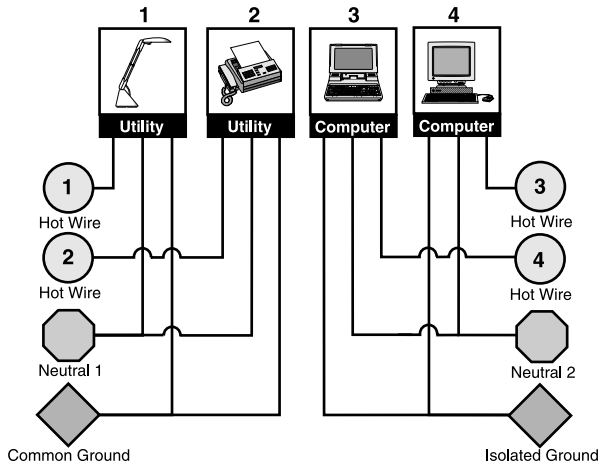 1 2 3 4
Utility Utility Computer Computer
1 3
Hot Wire Hot Wire
2 4
Hot Wire Hot Wire
Neutral 1 Neutral 2
Common Ground Isolated Ground